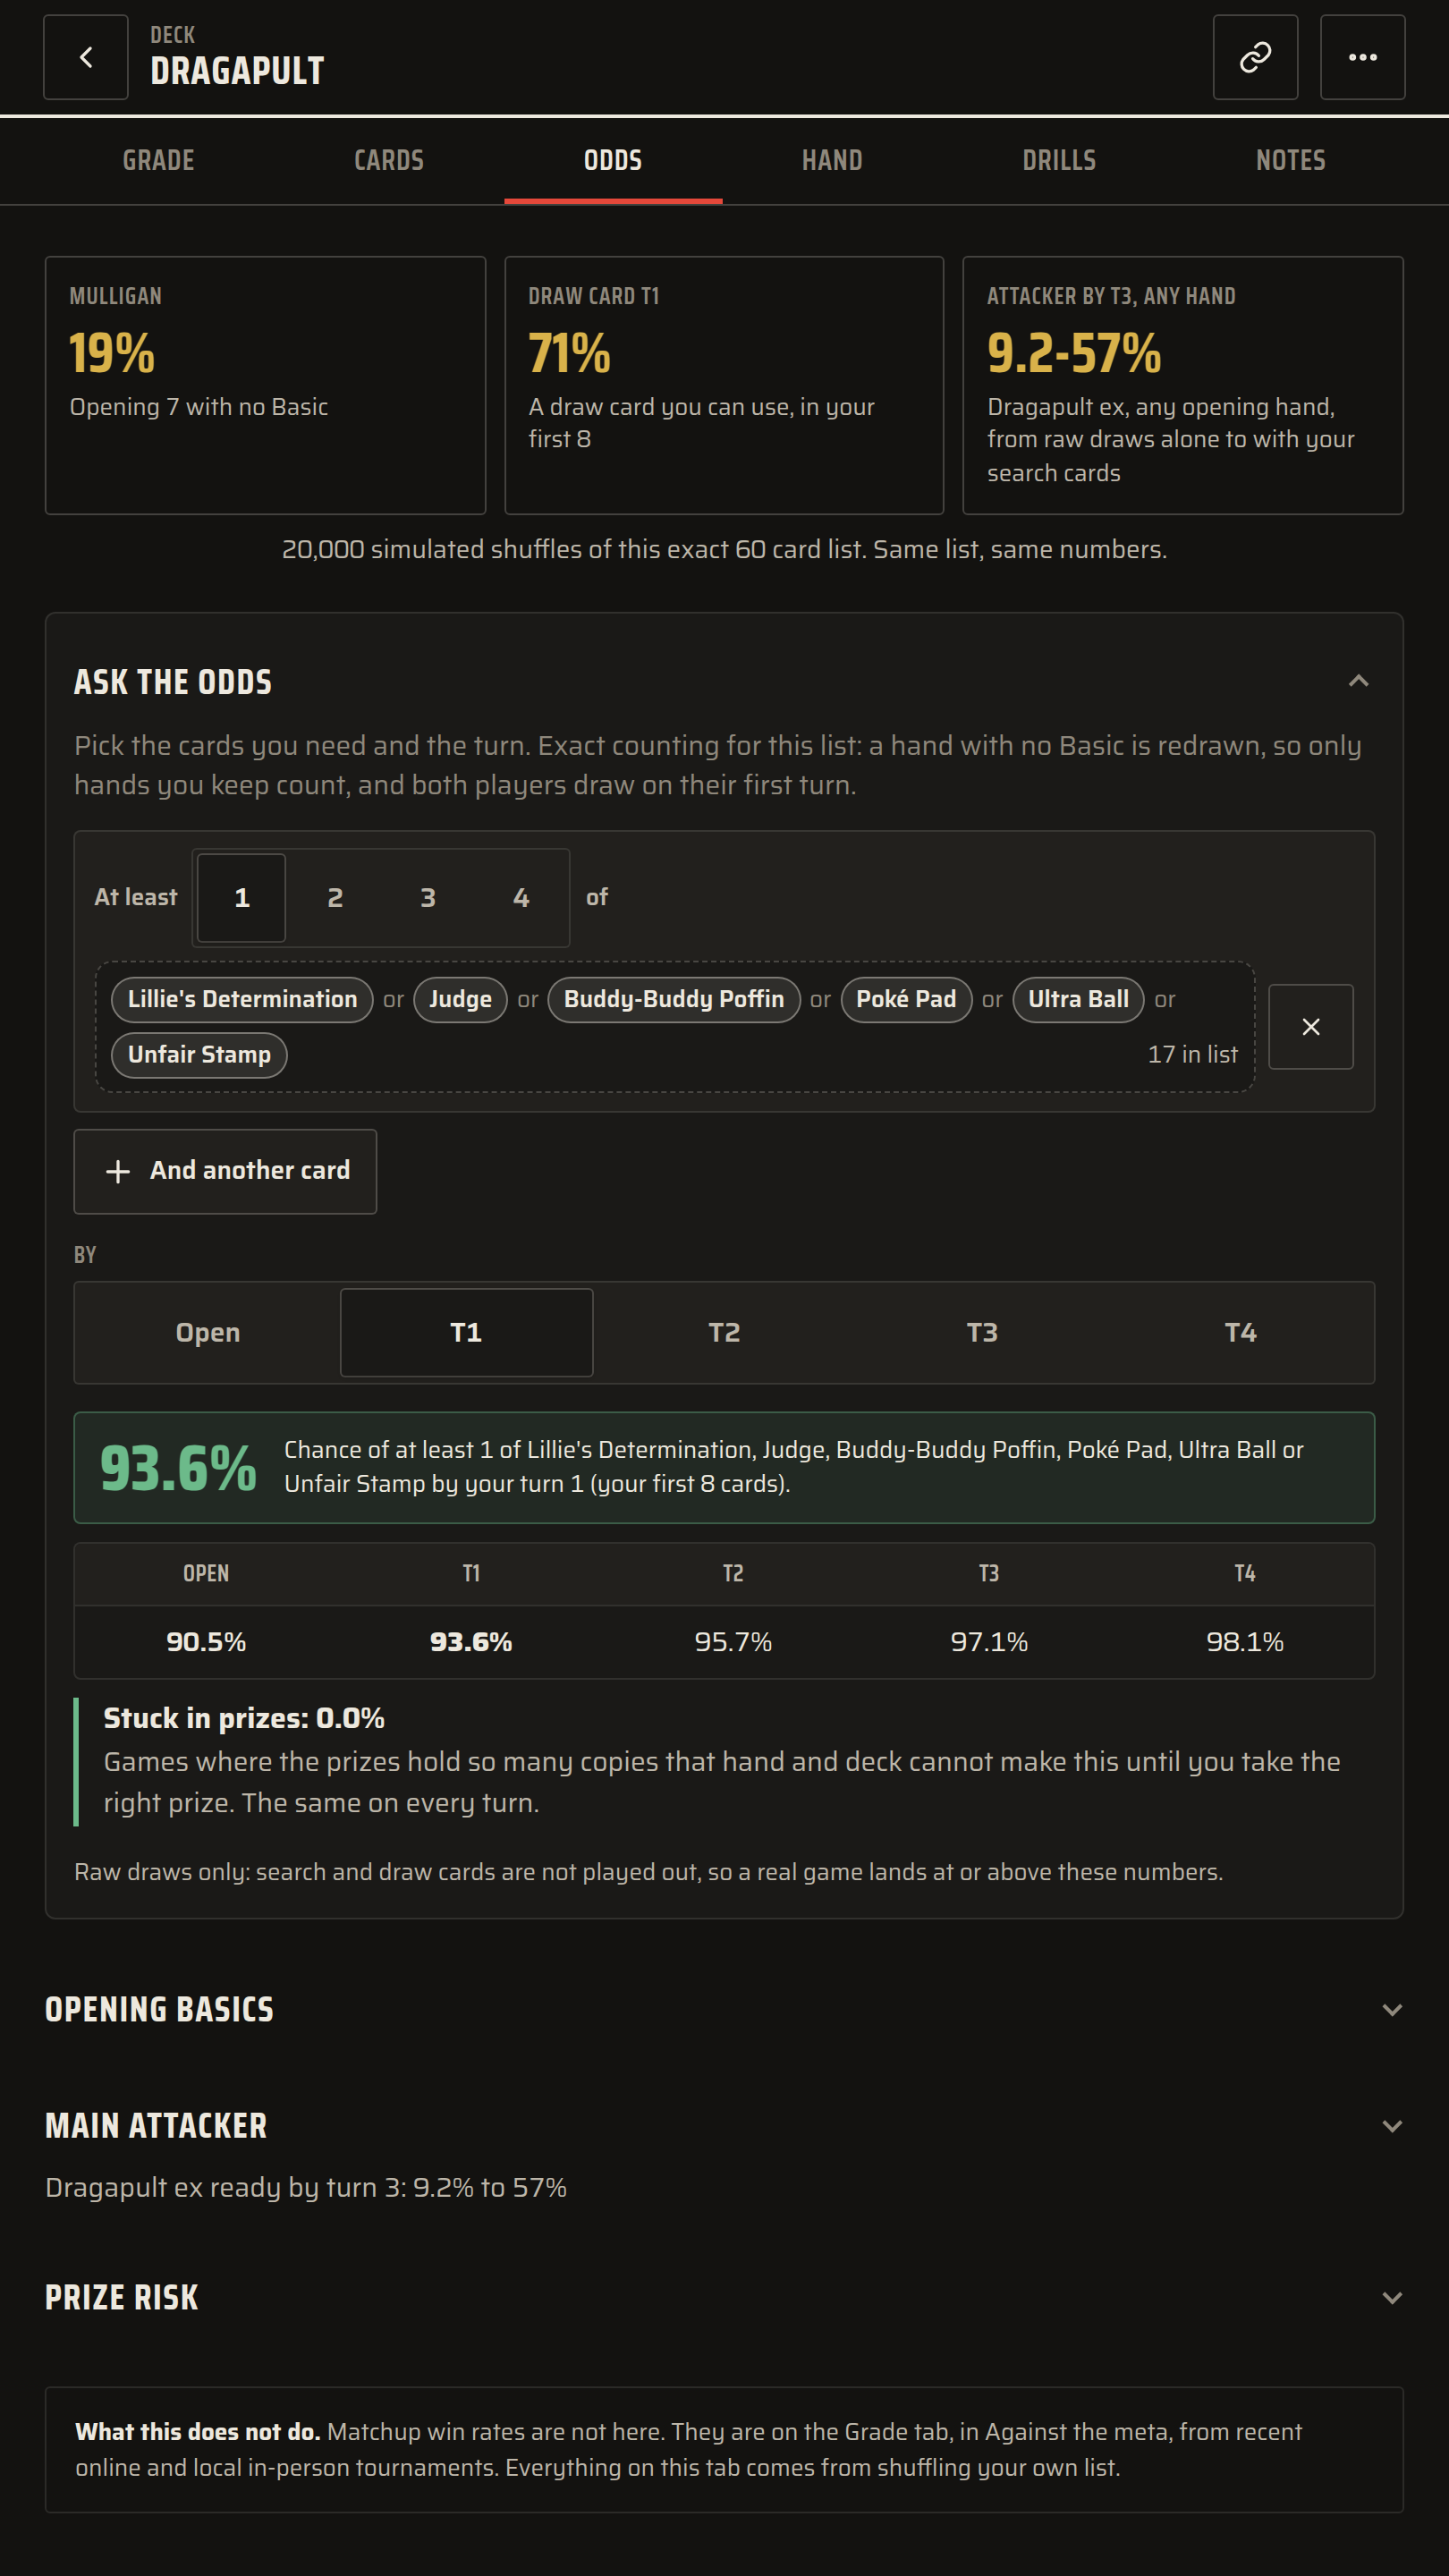 DECK
DRAGAPULT
GRADE
CARDS
ODDS
HAND
DRILLS
NOTES
MULLIGAN
19%
Opening 7 with no Basic
DRAW CARD T1
71%
A draw card you can use, in your
first 8
ATTACKER BY T3, ANY HAND
9.2-57%
Dragapult ex, any opening hand,
from raw draws alone to with your
search cards
20,000 simulated shuffles of this exact 60 card list. Same list, same numbers.
ASK THE ODDS
Pick the cards you need and the turn. Exact counting for this list: a hand with no Basic is redrawn, so only
hands you keep count, and both players draw on their first turn.
At least 1 2 3 4 of
Lillie's Determination or Judge or Buddy-Buddy Poffin or Poké Pad or Ultra Ball or
Unfair Stamp 17 in list
And another card
BY
Open T1 T2 T3 T4
93.6%
Chance of at least 1 of Lillie's Determination, Judge, Buddy-Buddy Poffin, Poké Pad, Ultra Ball or
Unfair Stamp by your turn 1 (your first 8 cards).
OPEN T1 T2 T3 T4
90.5% 93.6% 95.7% 97.1% 98.1%
Stuck in prizes: 0.0%
Games where the prizes hold so many copies that hand and deck cannot make this until you take the
right prize. The same on every turn.
Raw draws only: search and draw cards are not played out, so a real game lands at or above these numbers.
OPENING BASICS
MAIN ATTACKER
Dragapult ex ready by turn 3: 9.2% to 57%
PRIZE RISK
What this does not do. Matchup win rates are not here. They are on the Grade tab, in Against the meta, from recent
online and local in-person tournaments. Everything on this tab comes from shuffling your own list.